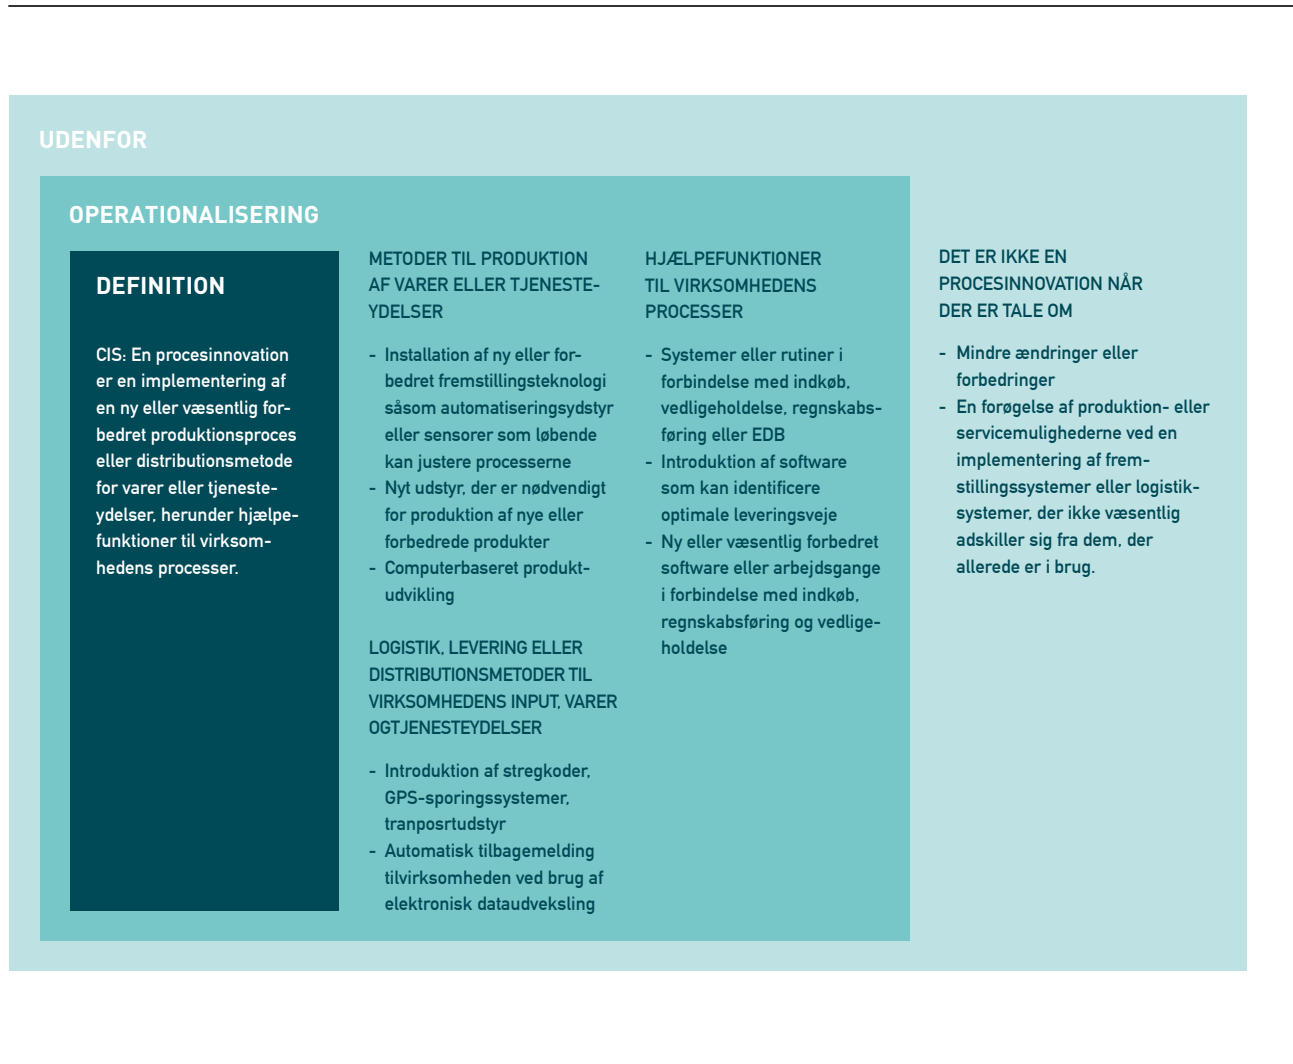 UDENFOR
OPERATIONALISERING
DEFINITION
CIS: En procesinnovation
er en implementering af
en ny eller væsentlig for-
bedret produktionsproces
eller distributionsmetode
for varer eller tjeneste-
ydelser, herunder hjælpe-
funktioner til virksom-
hedens processer.
METODER TIL PRODUKTION
AF VARER ELLER TJENESTE-
YDELSER
- Installation af ny eller for-
bedret fremstillingsteknologi
såsom automatiseringsydstyr
eller sensorer som løbende
kan justere processerne
- Nyt udstyr, der er nødvendigt
for produktion af nye eller
forbedrede produkter
- Computerbaseret produkt-
udvikling
LOGISTIK, LEVERING ELLER
DISTRIBUTIONSMETODER TIL
VIRKSOMHEDENS INPUT, VARER
OGTJENESTEYDELSER
- Introduktion af stregkoder,
GPS-sporingssystemer,
tranposrtudstyr
- Automatisk tilbagemelding
tilvirksomheden ved brug af
elektronisk dataudveksling
HJÆLPEFUNKTIONER
TIL VIRKSOMHEDENS
PROCESSER
- Systemer eller rutiner i
forbindelse med indkøb,
vedligeholdelse, regnskabs-
føring eller EDB
- Introduktion af software
som kan identificere
optimale leveringsveje
- Ny eller væsentlig forbedret
software eller arbejdsgange
i forbindelse med indkøb,
regnskabsføring og vedlige-
holdelse
DET ER IKKE EN
PROCESINNOVATION NÅR
DER ER TALE OM
- Mindre ændringer eller
forbedringer
- En forøgelse af produktion- eller
servicemulighederne ved en
implementering af frem-
stillingssystemer eller logistik-
systemer, der ikke væsentlig
adskiller sig fra dem, der
allerede er i brug.